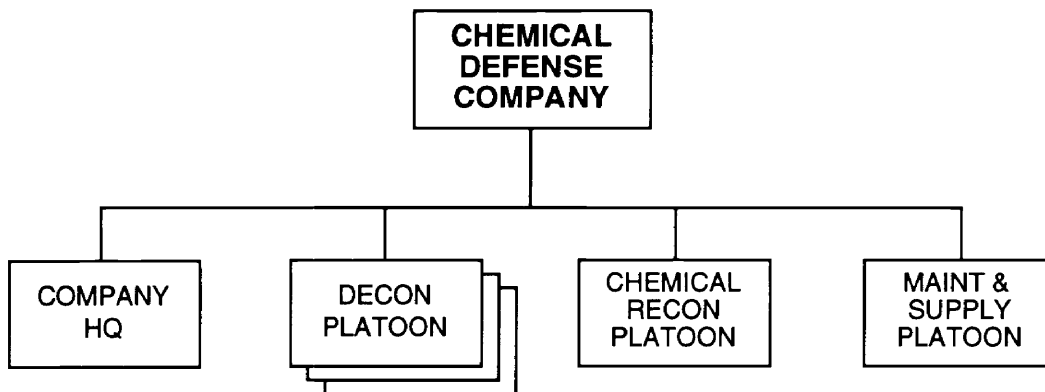 CHEMICAL
DEFENSE
COMPANY
COMPANY
HQ
DECON
PLATOON
CHEMICAL
RECON
PLATOON
MAINT &
SUPPLY
PLATOON